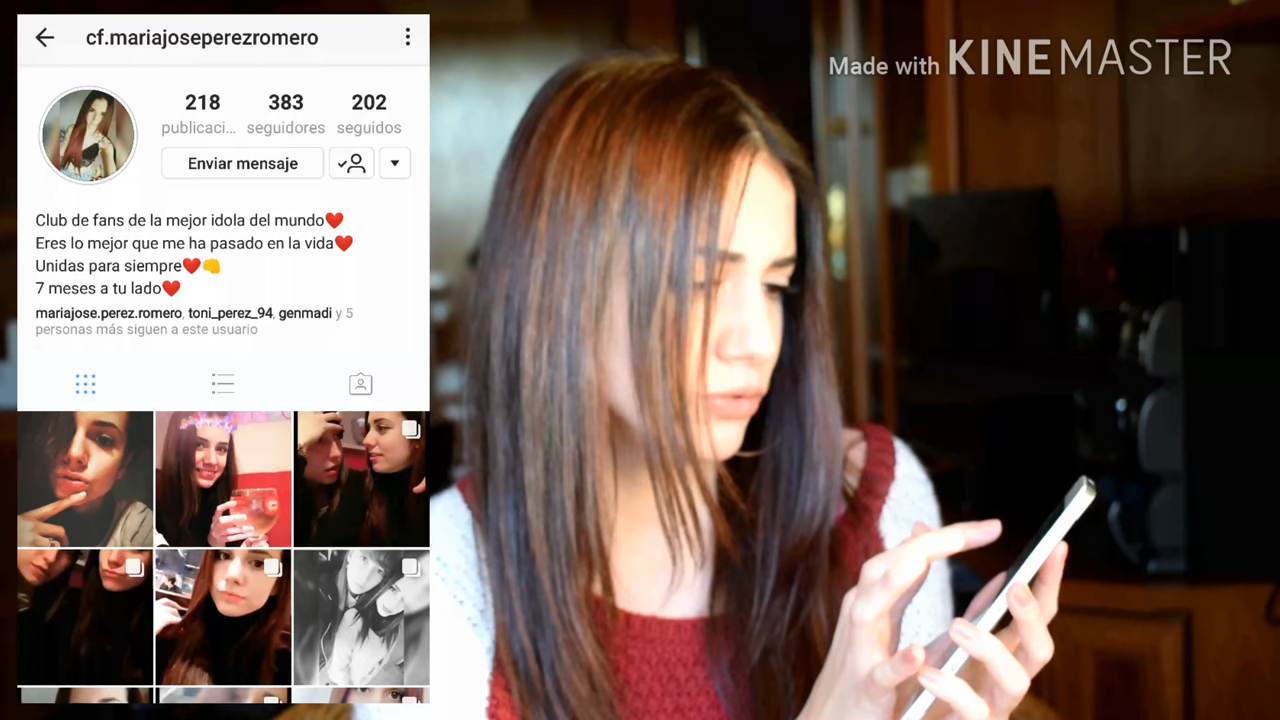 cf.mariajoseperezromero
Made with KINEMASTER
218 383 202
publicaci... seguidores seguidos
Enviar mensaje
Club de fans de la mejor idola del mundo❤️
Eres lo mejor que me ha pasado en la vida❤️
Unidas para siempre❤️👊
7 meses a tu lado❤️
mariajose.perez.romero, toni_perez_94, genmadi y 5
personas más siguen a este usuario